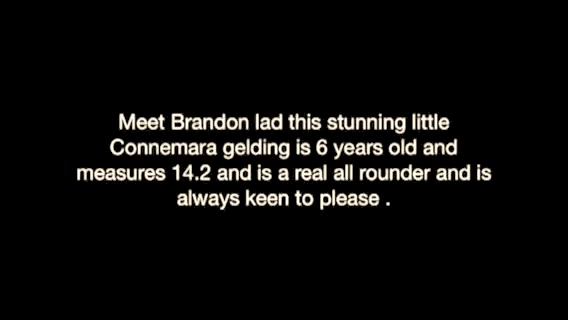 Meet Brandon lad this stunning little
Connemara gelding is 6 years old and
measures 14.2 and is a real all rounder and is
always keen to please .